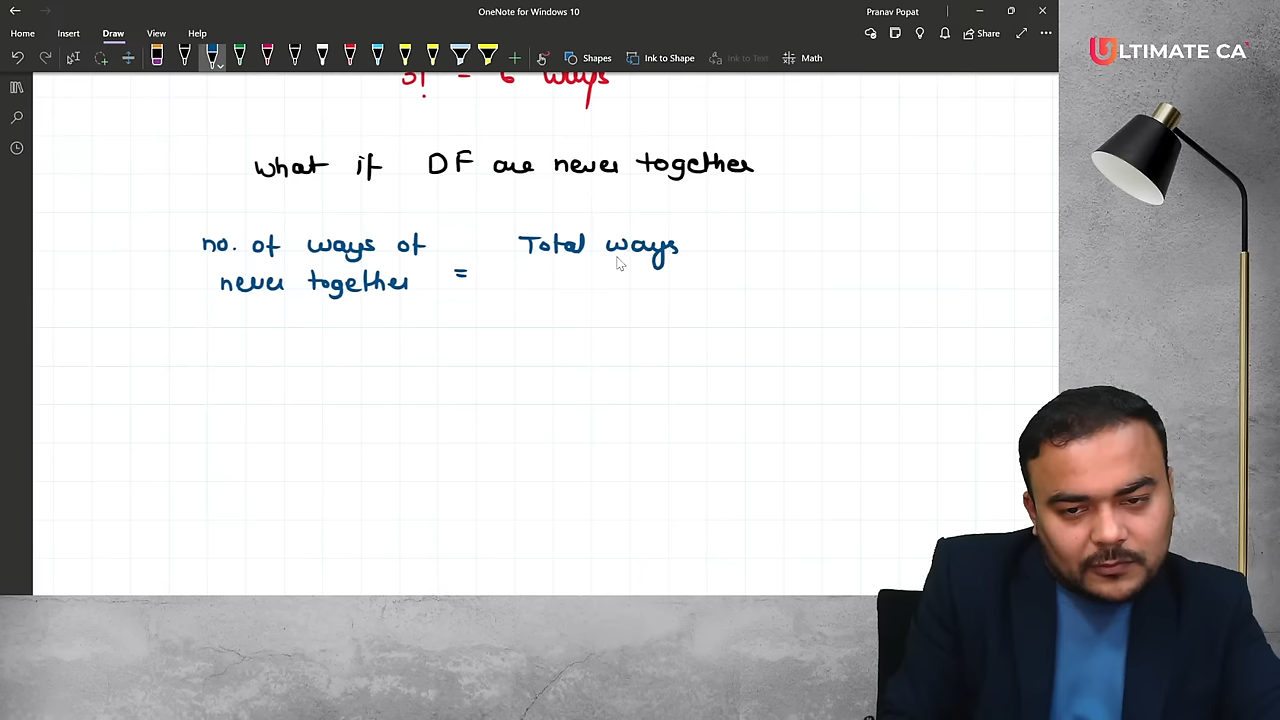 OneNote for Windows 10
Pranav Popat
Home Insert Draw View Help
Share
Shapes Ink to Shape Ink to Text Math
ULTIMATE CA
3! = 6 ways
what if DF are never together
no. of ways of never together = Total ways